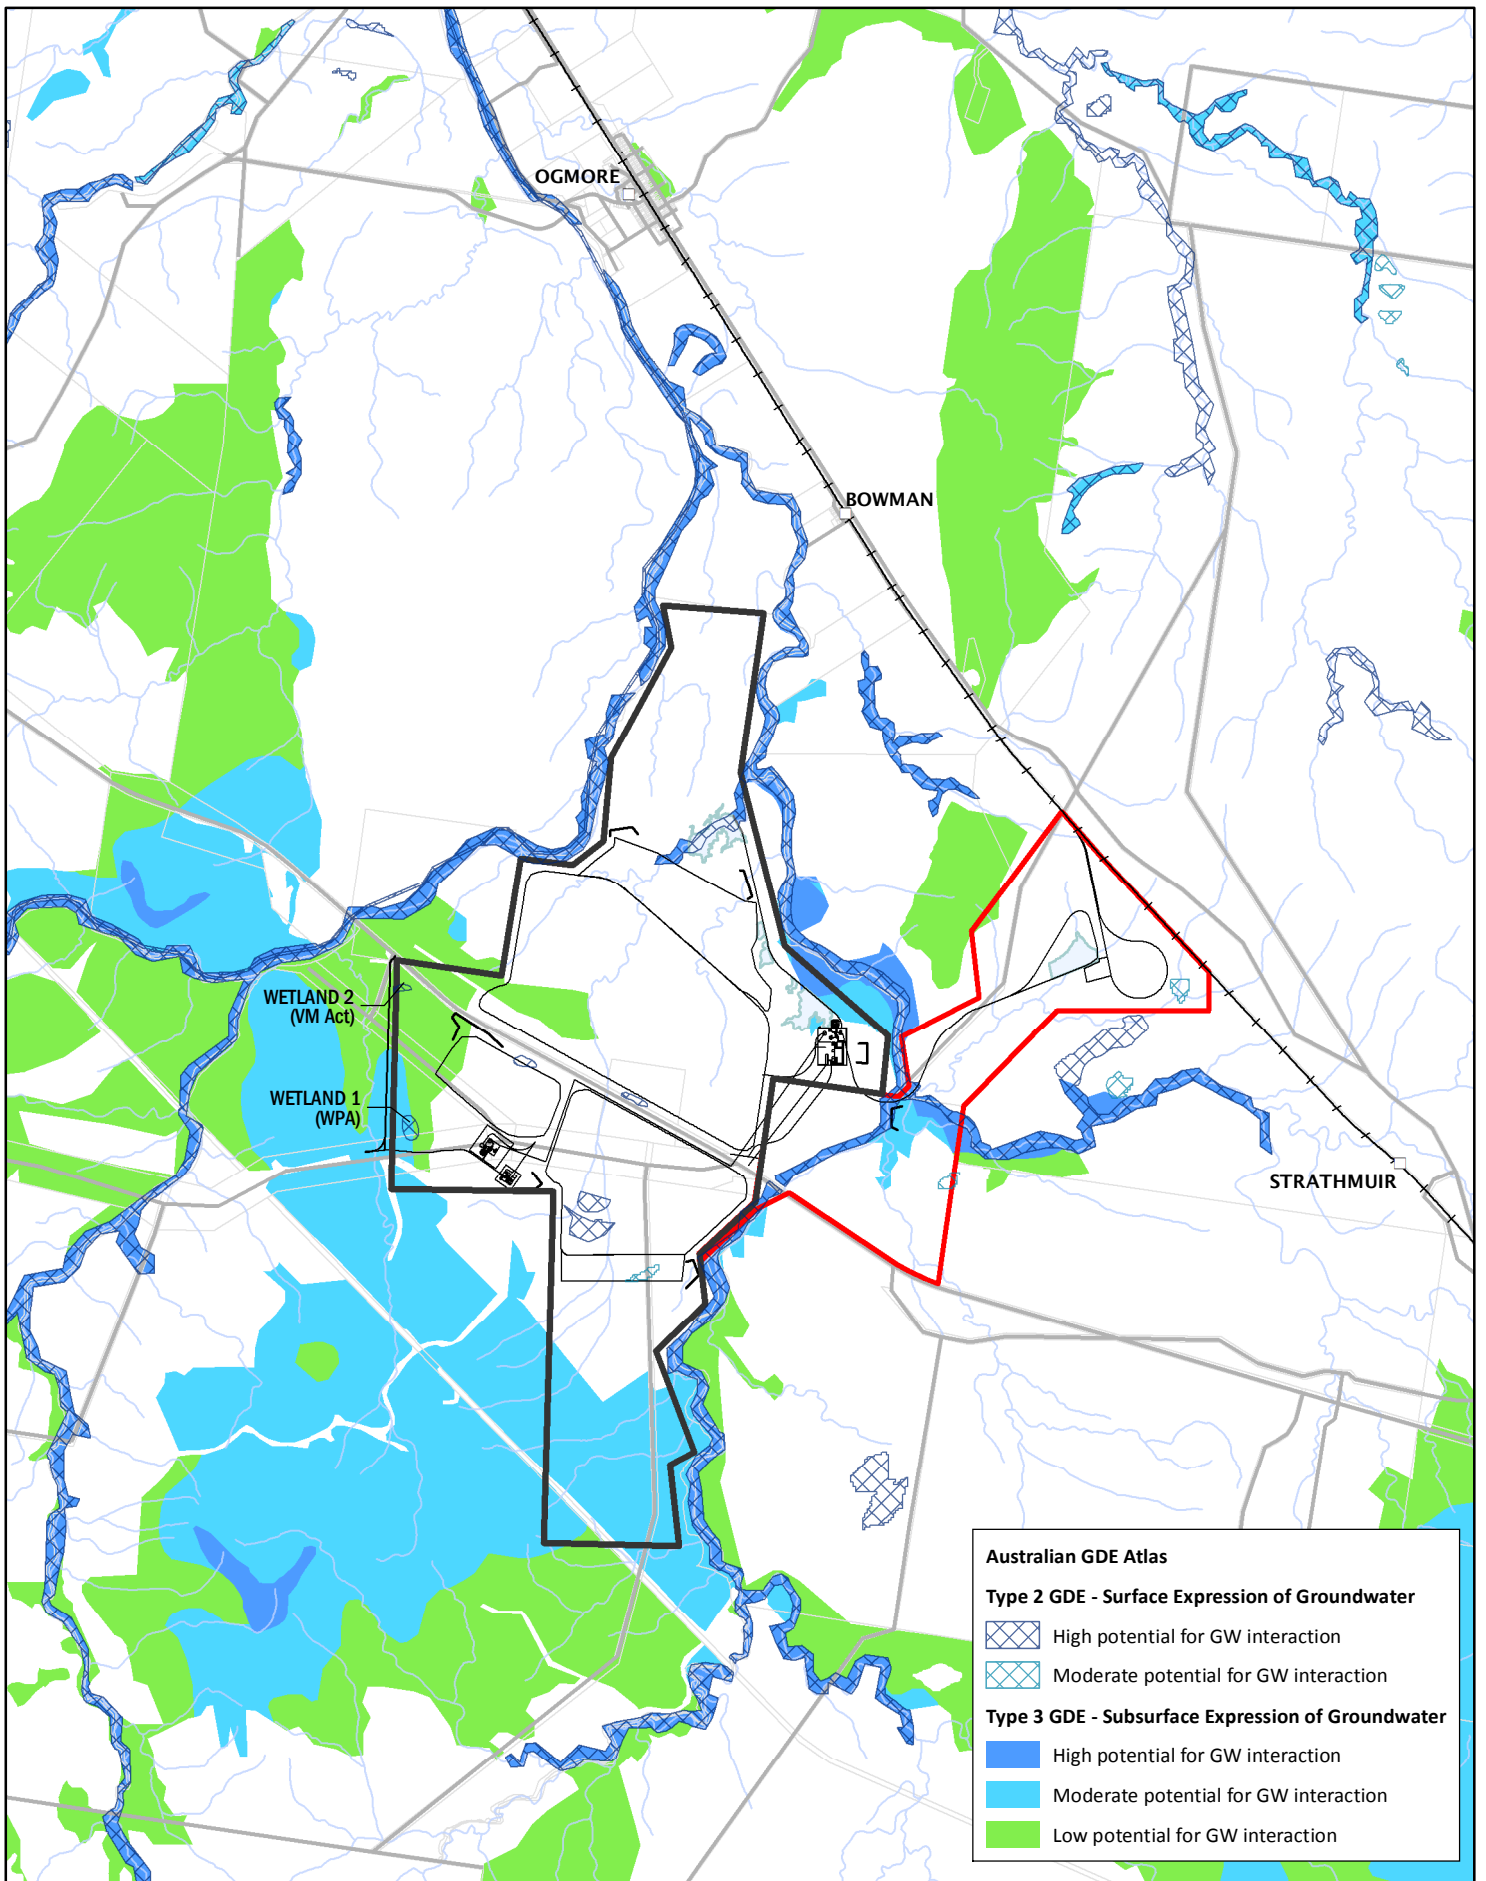 OGMORE
BOWMAN
WETLAND 2
(VM Act)
WETLAND 1
(WPA)
STRATHMUIR
Australian GDE Atlas
Type 2 GDE - Surface Expression of Groundwater
High potential for GW interaction
Moderate potential for GW interaction
Type 3 GDE - Subsurface Expression of Groundwater
High potential for GW interaction
Moderate potential for GW interaction
Low potential for GW interaction